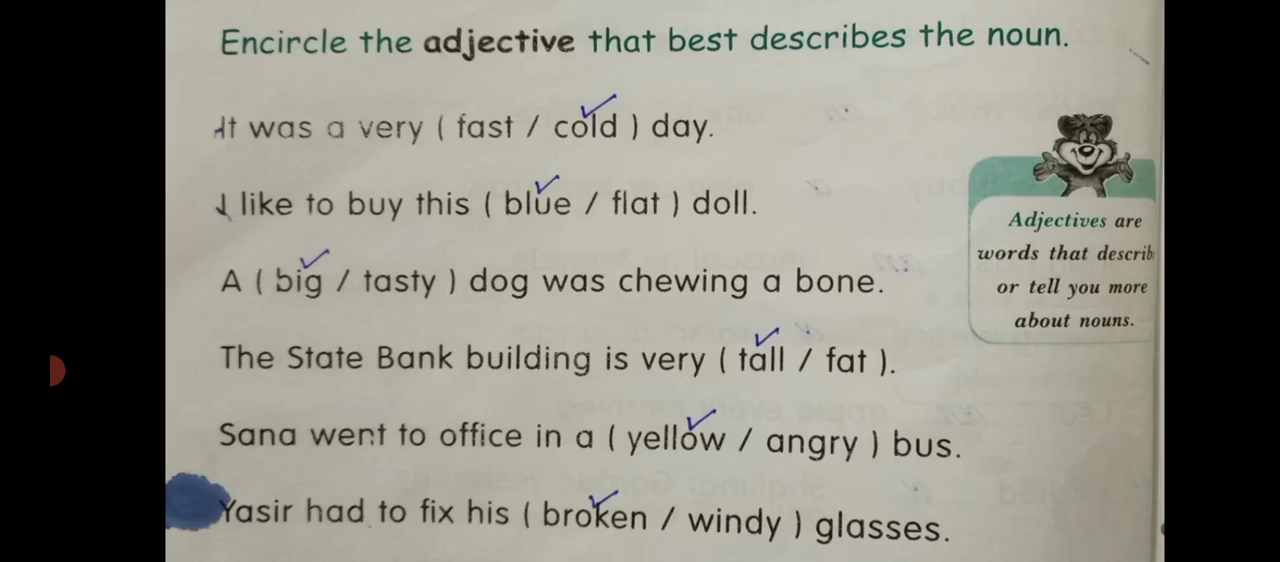 Encircle the adjective that best describes the noun.
It was a very ( fast / cold ) day.
I like to buy this ( blue / flat ) doll.
A ( big / tasty ) dog was chewing a bone.
The State Bank building is very ( tall / fat ).
Sana went to office in a ( yellow / angry ) bus.
Yasir had to fix his ( broken / windy ) glasses.
Adjectives are
words that describ
or tell you more
about nouns.